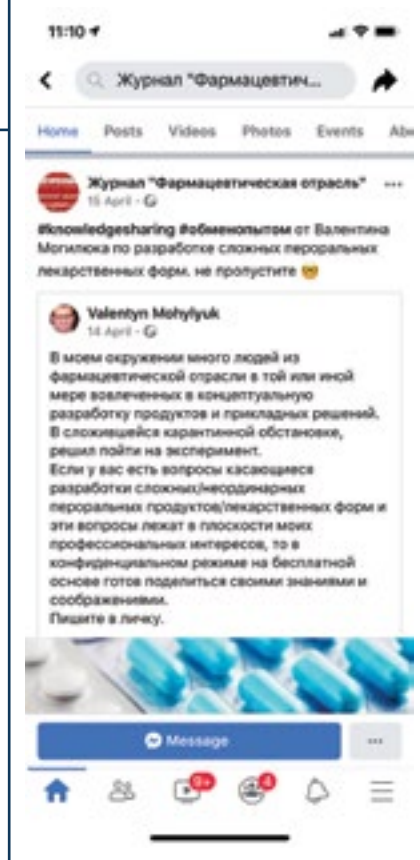 11:10
Журнал "Фармацевтич...
Home Posts Videos Photos Events Abo
Журнал "Фармацевтическая отрасль" ...
15 April
#knowledgesharing #обменопытом от Валентина
Могилюка по разработке сложных пероральных
лекарственных форм. не пропустите
Valentyn Mohylyuk
14 April
В моем окружении много людей из
фармацевтической отрасли в той или иной
мере вовлеченных в концептуальную
разработку продуктов и прикладных решений.
В сложившейся карантинной обстановке,
решил пойти на эксперимент.
Если у вас есть вопросы касающиеся
разработки сложных/неординарных
пероральных продуктов/лекарственных форм и
эти вопросы лежат в плоскости моих
профессиональных интересов, то в
конфиденциальном режиме на бесплатной
основе готов поделиться своими знаниями и
соображениями.
Пишите в личку.
Message ...
9+ 4